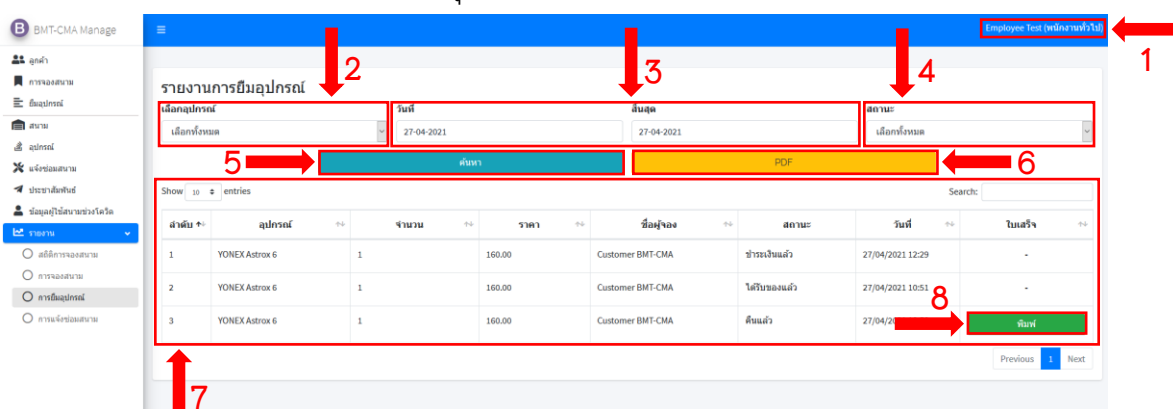 B BMT-CMA Manage
Employee Test (พนักงานทั่วไป)
1
ลูกค้า
การจองสนาม
ยืมอุปกรณ์
สนาม
อุปกรณ์
แจ้งซ่อมสนาม
ประชาสัมพันธ์
ข้อมูลผู้ใช้สนามช่วงโควิด
รายงาน
สถิติการจองสนาม
การจองสนาม
การยืมอุปกรณ์
การแจ้งซ่อมสนาม
2 3 4
รายงานการยืมอุปกรณ์
เลือกอุปกรณ์ วันที่ สิ้นสุด สถานะ
เลือกทั้งหมด 27-04-2021 27-04-2021 เลือกทั้งหมด
5 ค้นหา PDF 6
Show 10 entries Search:
ลำดับ อุปกรณ์ จำนวน ราคา ชื่อผู้จอง สถานะ วันที่ ใบเสร็จ
1 YONEX Astrox 6 1 160.00 Customer BMT-CMA ชำระเงินแล้ว 27/04/2021 12:29 -
2 YONEX Astrox 6 1 160.00 Customer BMT-CMA ได้รับของแล้ว 27/04/2021 10:51 -
8
3 YONEX Astrox 6 1 160.00 Customer BMT-CMA คืนแล้ว พิมพ์
Previous 1 Next
7